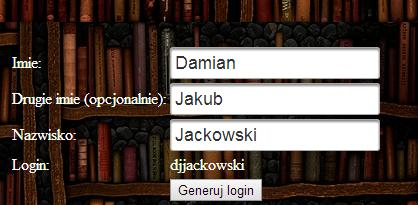 Imie: Damian
Drugie imie (opcjonalnie): Jakub
Nazwisko: Jackowski
Login: djjackowski
Generuj login